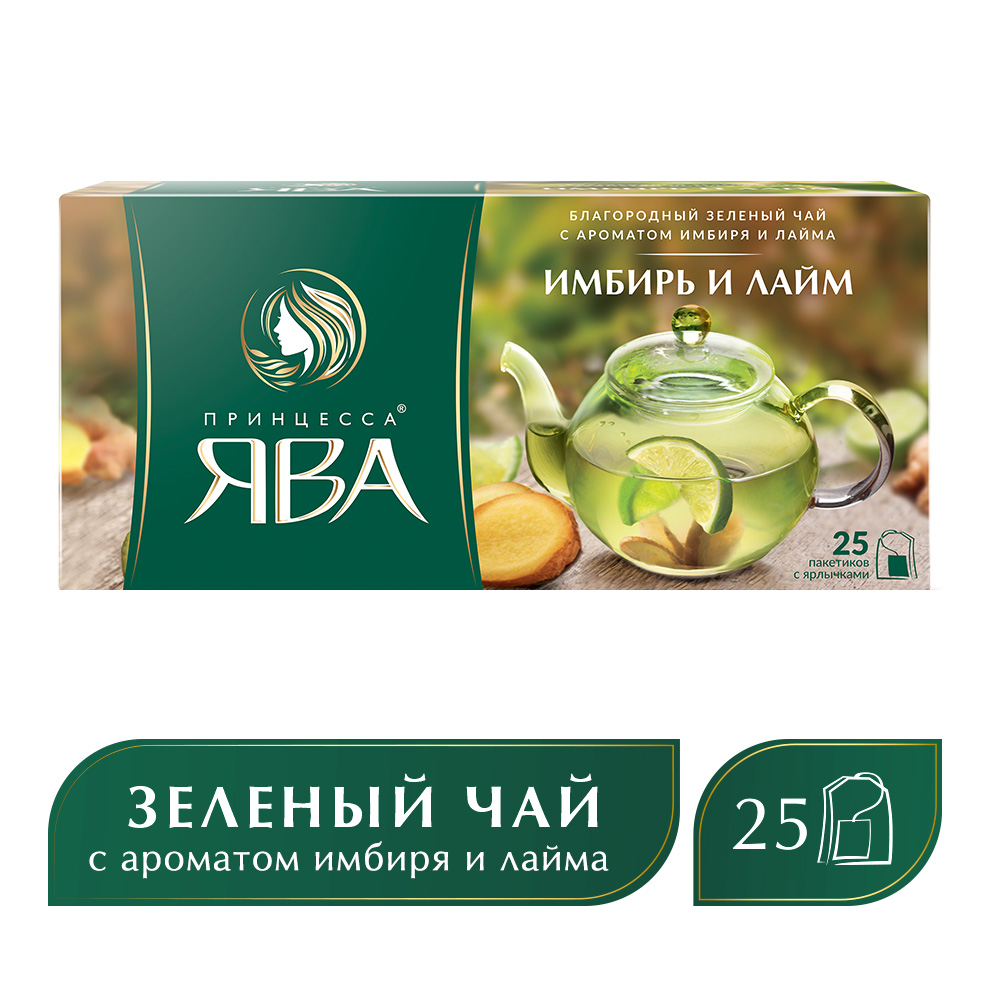 БЛАГОРОДНЫЙ ЗЕЛЕНЫЙ ЧАЙ
С АРОМАТОМ ИМБИРЯ И ЛАЙМА
ИМБИРЬ И ЛАЙМ
ПРИНЦЕССА®
ЯВА
25
пакетиков
с ярлычками
ЗЕЛЕНЫЙ ЧАЙ
с ароматом имбиря и лайма
25